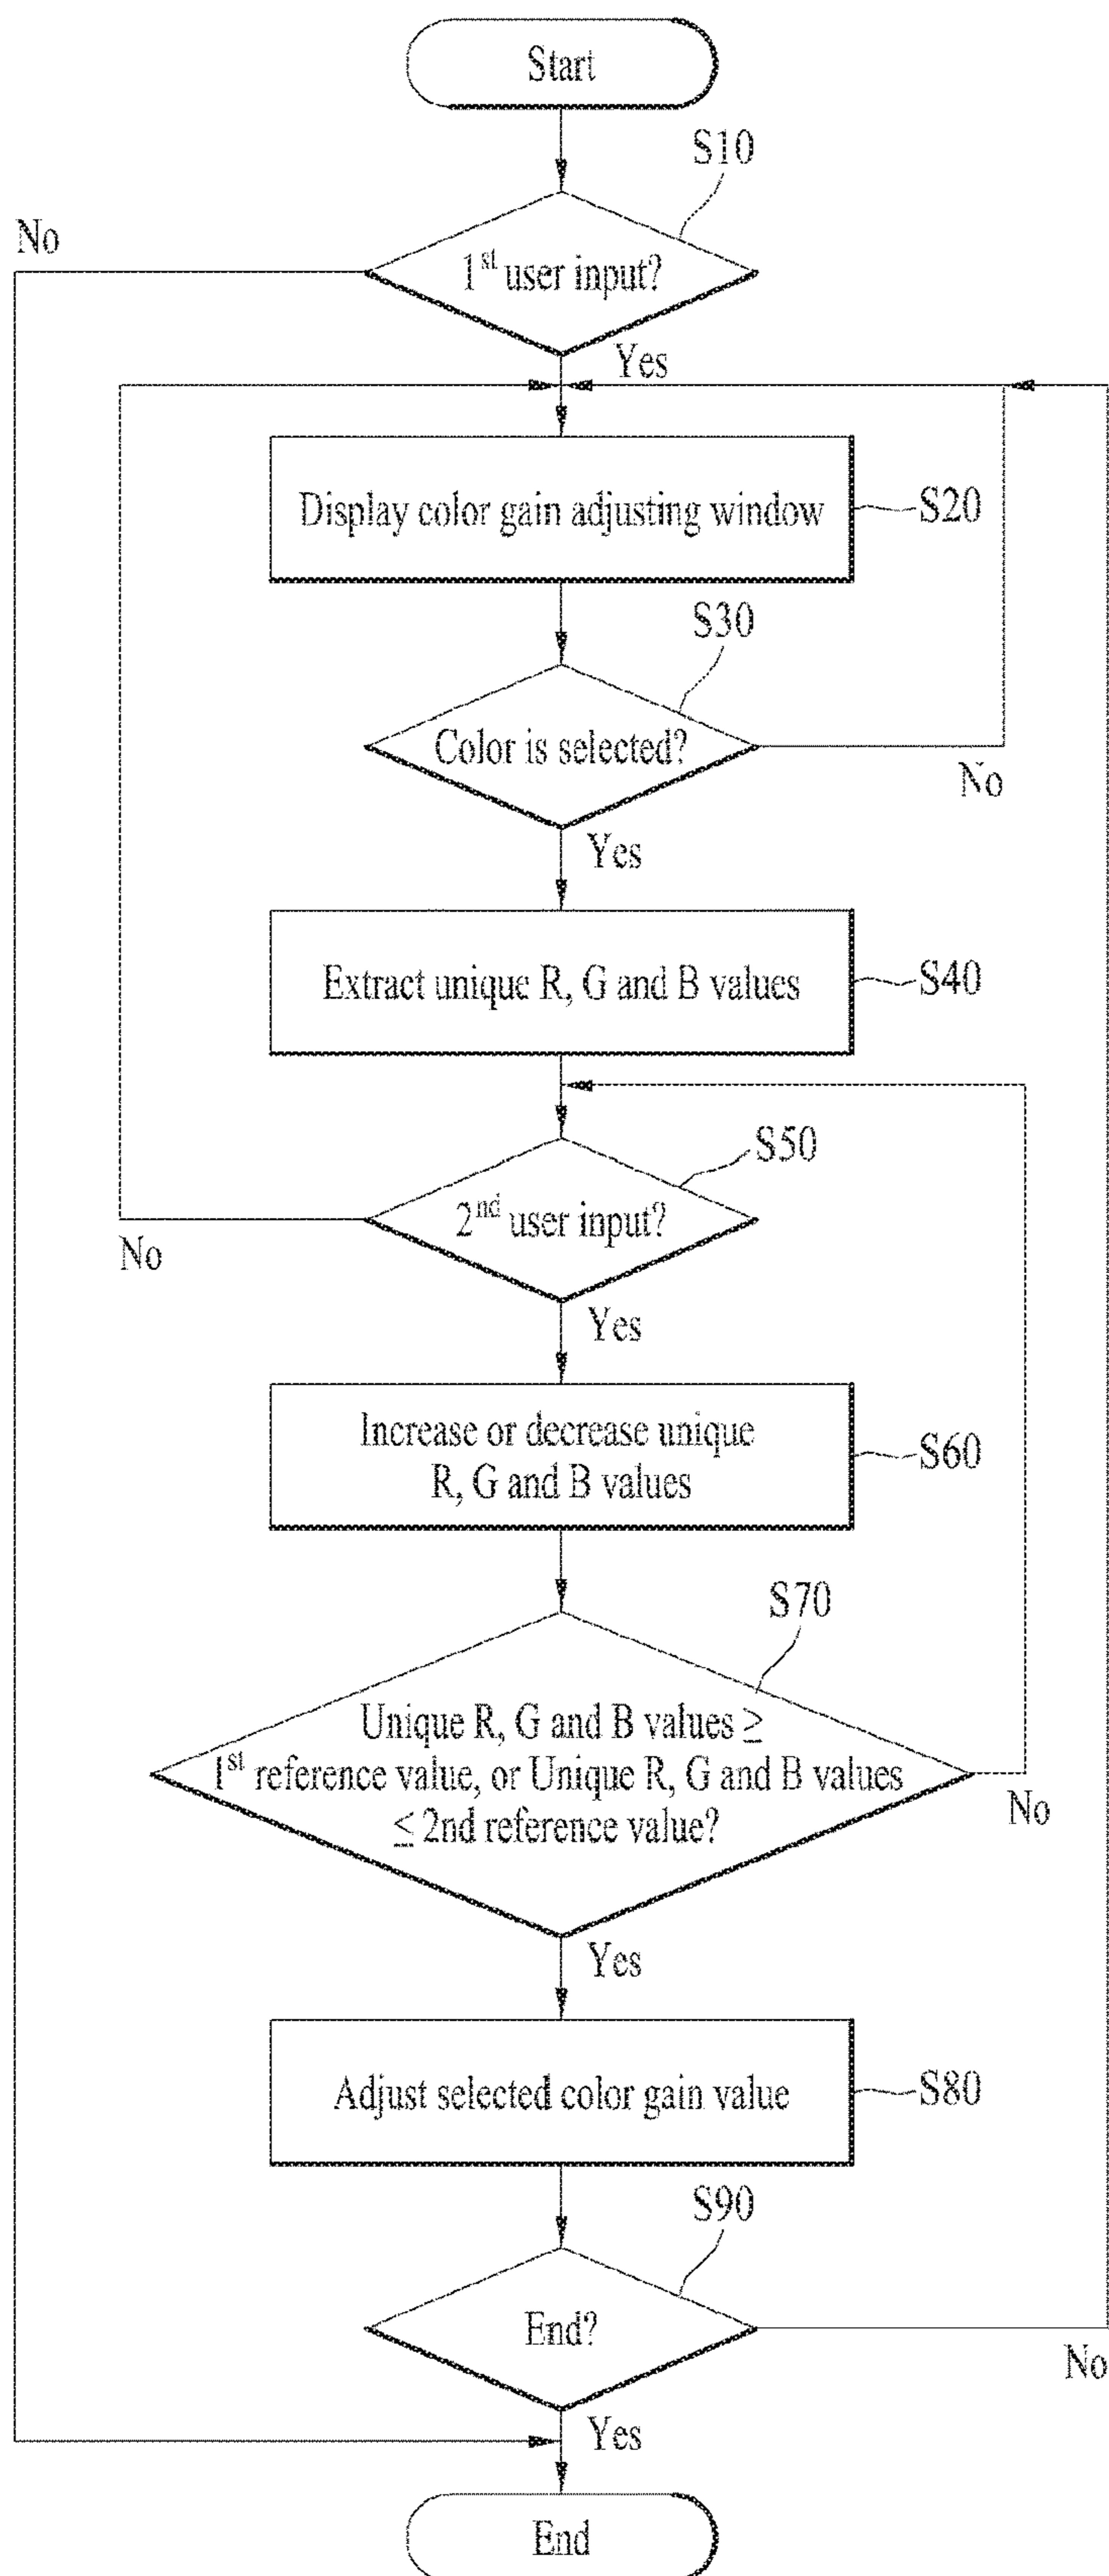 Start
S10
No
1st user input?
Yes
Display color gain adjusting window
S20
S30
Color is selected?
No
Yes
Extract unique R, G and B values
S40
S50
2nd user input?
No
Yes
Increase or decrease unique
R, G and B values
S60
S70
Unique R, G and B values ≥
1st reference value, or Unique R, G and B values
≤ 2nd reference value?
No
Yes
Adjust selected color gain value
S80
S90
End?
No
Yes
End